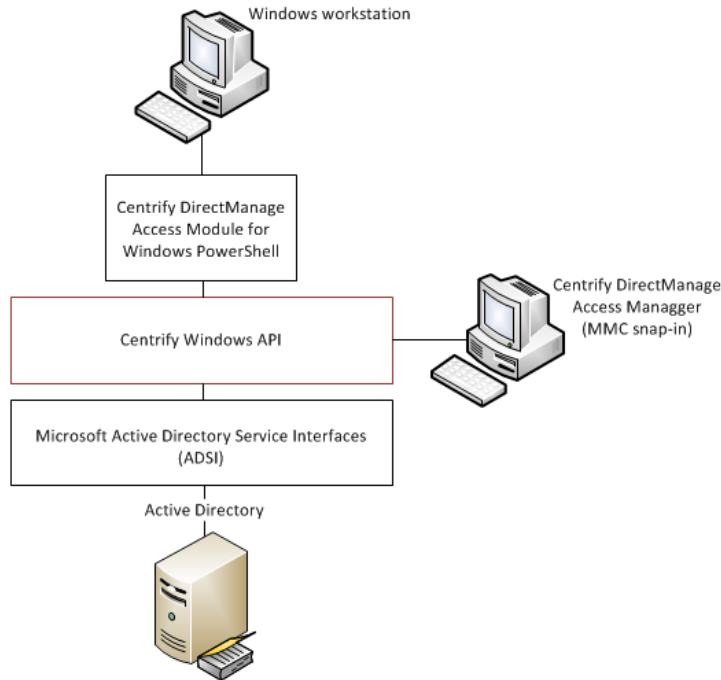 Windows workstation
Centrify DirectManage
Access Module for
Windows PowerShell
Centrify Windows API
Centrify DirectManage
Access Managger
(MMC snap-in)
Microsoft Active Directory Service Interfaces
(ADSI)
Active Directory